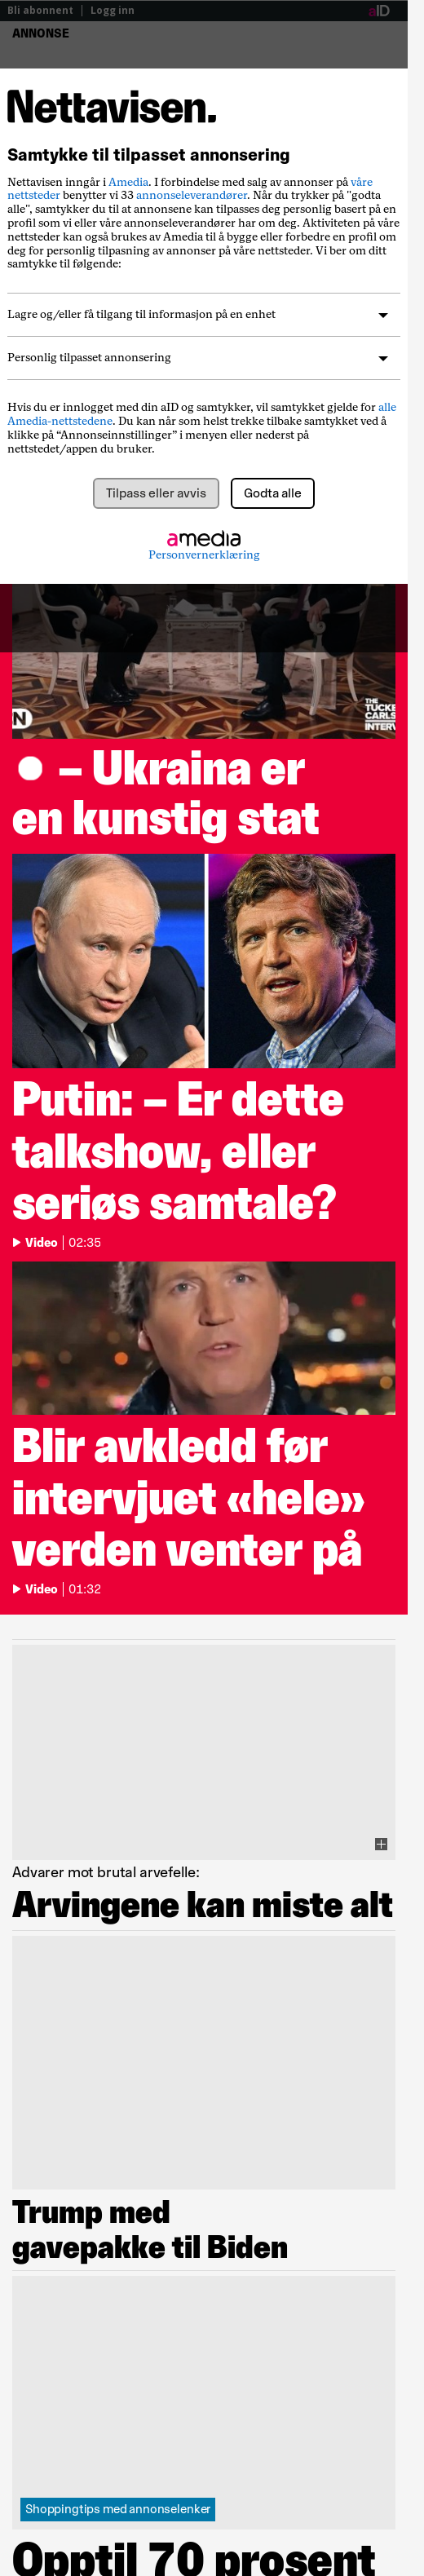 Bli abonnent | Logg inn
aID
ANNONSE
Nettavisen.
Samtykke til tilpasset annonsering
Nettavisen inngår i Amedia. I forbindelse med salg av annonser på våre
nettsteder benytter vi 33 annonseleverandører. Når du trykker på "godta
alle", samtykker du til at annonsene kan tilpasses deg personlig basert på en
profil som vi eller våre annonseleverandører har om deg. Aktiviteten på våre
nettsteder kan også brukes av Amedia til å bygge eller forbedre en profil om
deg for personlig tilpasning av annonser på våre nettsteder. Vi ber om ditt
samtykke til følgende:
Lagre og/eller få tilgang til informasjon på en enhet
Personlig tilpasset annonsering
Hvis du er innlogget med din aID og samtykker, vil samtykket gjelde for alle
Amedia-nettstedene. Du kan når som helst trekke tilbake samtykket ved å
klikke på “Annonseinnstillinger” i menyen eller nederst på
nettstedet/appen du bruker.
Tilpass eller avvis
Godta alle
amedia
Personvernerklæring
N
THE
TUCKE
CARLS
INTERV
– Ukraina er
en kunstig stat
Putin: – Er dette
talkshow, eller
seriøs samtale?
Video | 02:35
Blir avkledd før
intervjuet «hele»
verden venter på
Video | 01:32
Advarer mot brutal arvefelle:
Arvingene kan miste alt
Trump med
gavepakke til Biden
Shoppingtips med annonselenker
Opptil 70 prosent